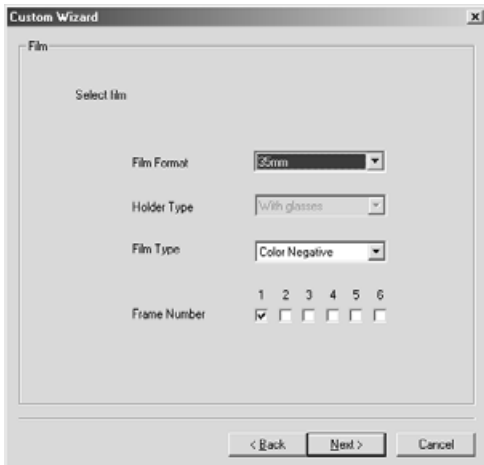 Custom Wizard
Film
Select film
Film Format 35mm
Holder Type With glasses
Film Type Color Negative
1 2 3 4 5 6
Frame Number
< Back Next > Cancel